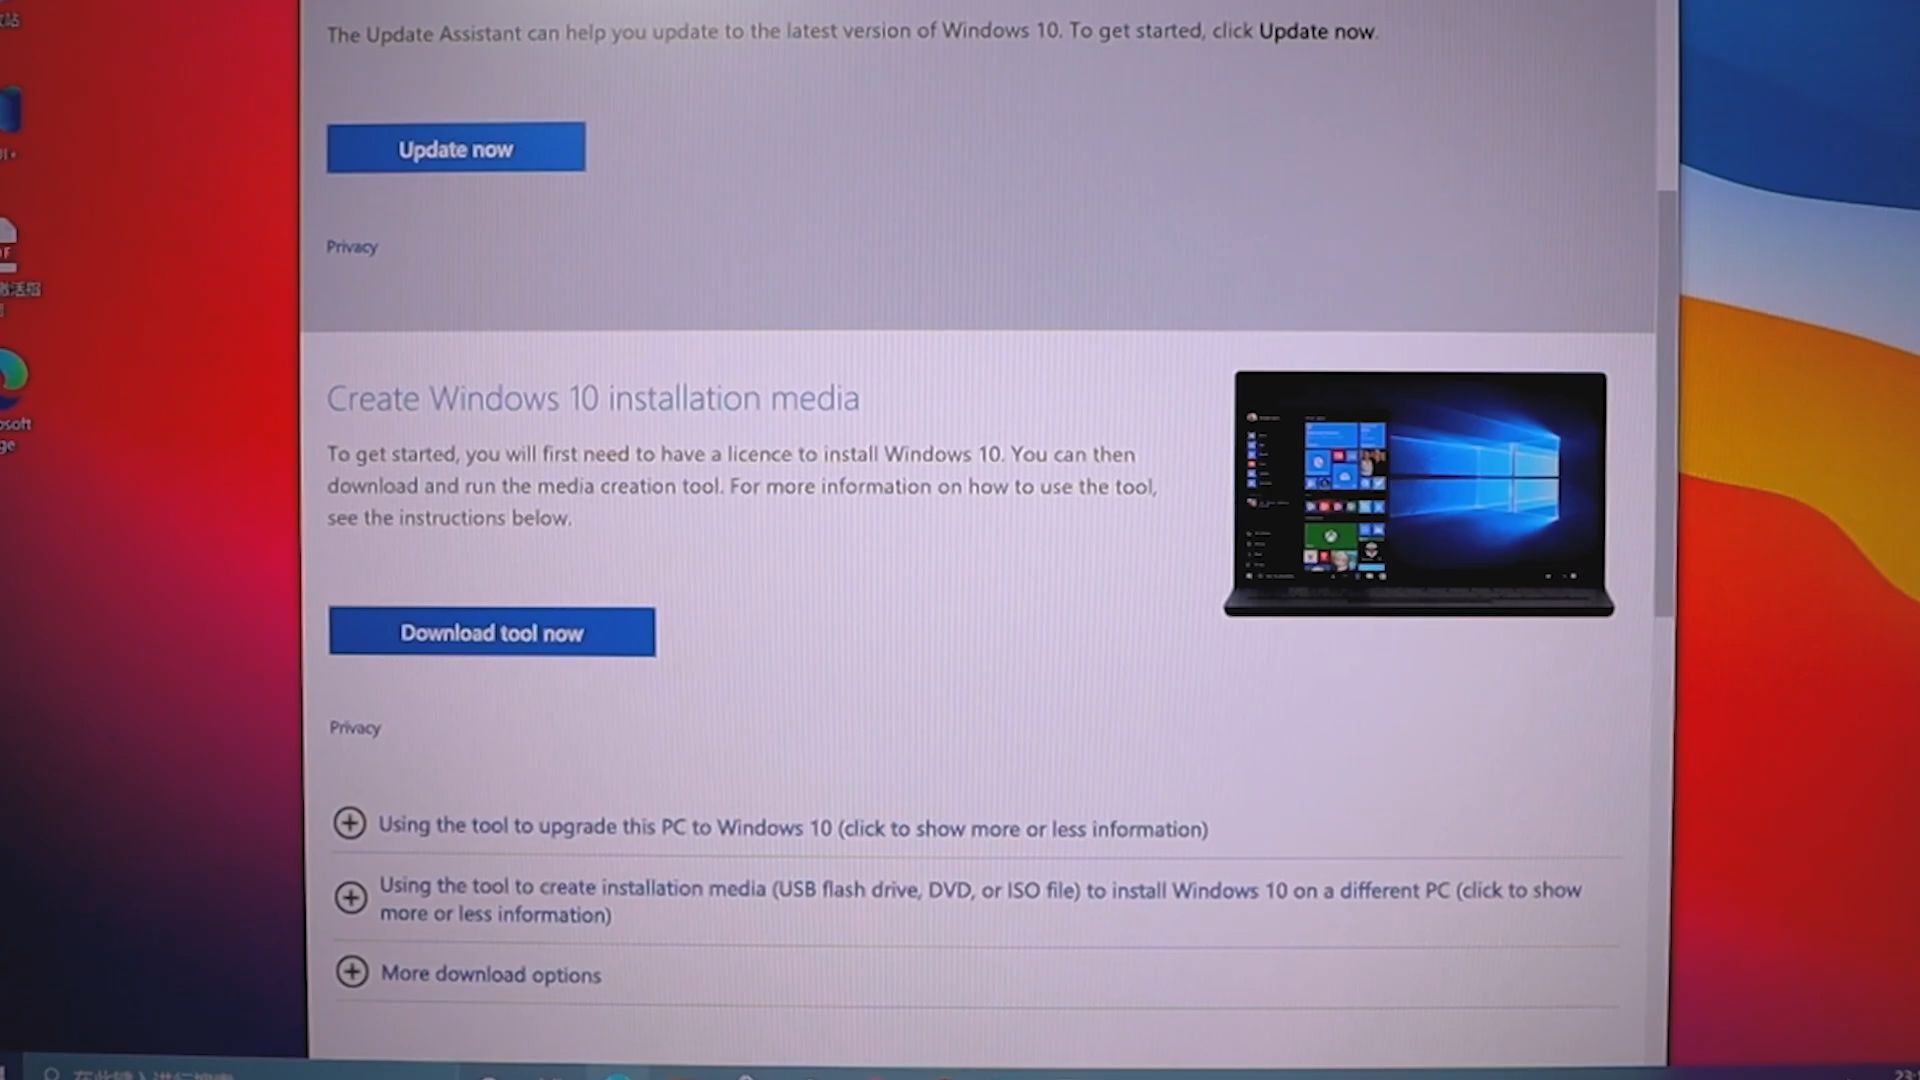 The Update Assistant can help you update to the latest version of Windows 10. To get started, click Update now.
Update now
Privacy
Create Windows 10 installation media
To get started, you will first need to have a licence to install Windows 10. You can then
download and run the media creation tool. For more information on how to use the tool,
see the instructions below.
Download tool now
Privacy
Using the tool to upgrade this PC to Windows 10 (click to show more or less information)
Using the tool to create installation media (USB flash drive, DVD, or ISO file) to install Windows 10 on a different PC (click to show
more or less information)
More download options